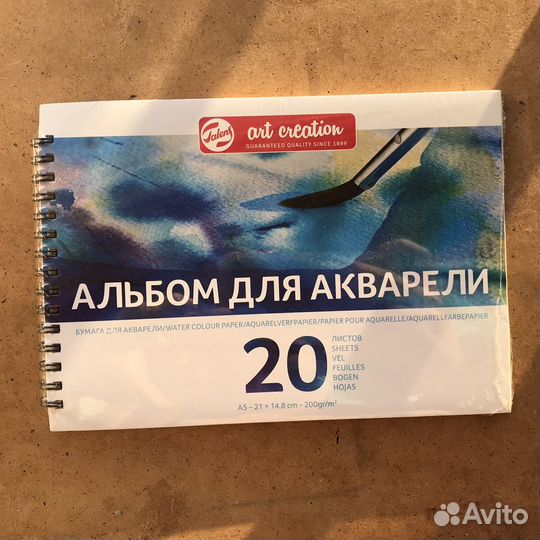 Talens
art creation
GUARANTEED QUALITY SINCE 1899
АЛЬБОМ ДЛЯ АКВАРЕЛИ
БУМАГА ДЛЯ АКВАРЕЛИ/WATER COLOUR PAPER/AQUARELVERFPAPIER/PAPIER POUR AQUARELLE/AQUARELLFARBEPAPIER
20
ЛИСТОВ
SHEETS
VEL
FEUILLES
BOGEN
HOJAS
A5 - 21 × 14.8 cm - 200gr/m²
Avito